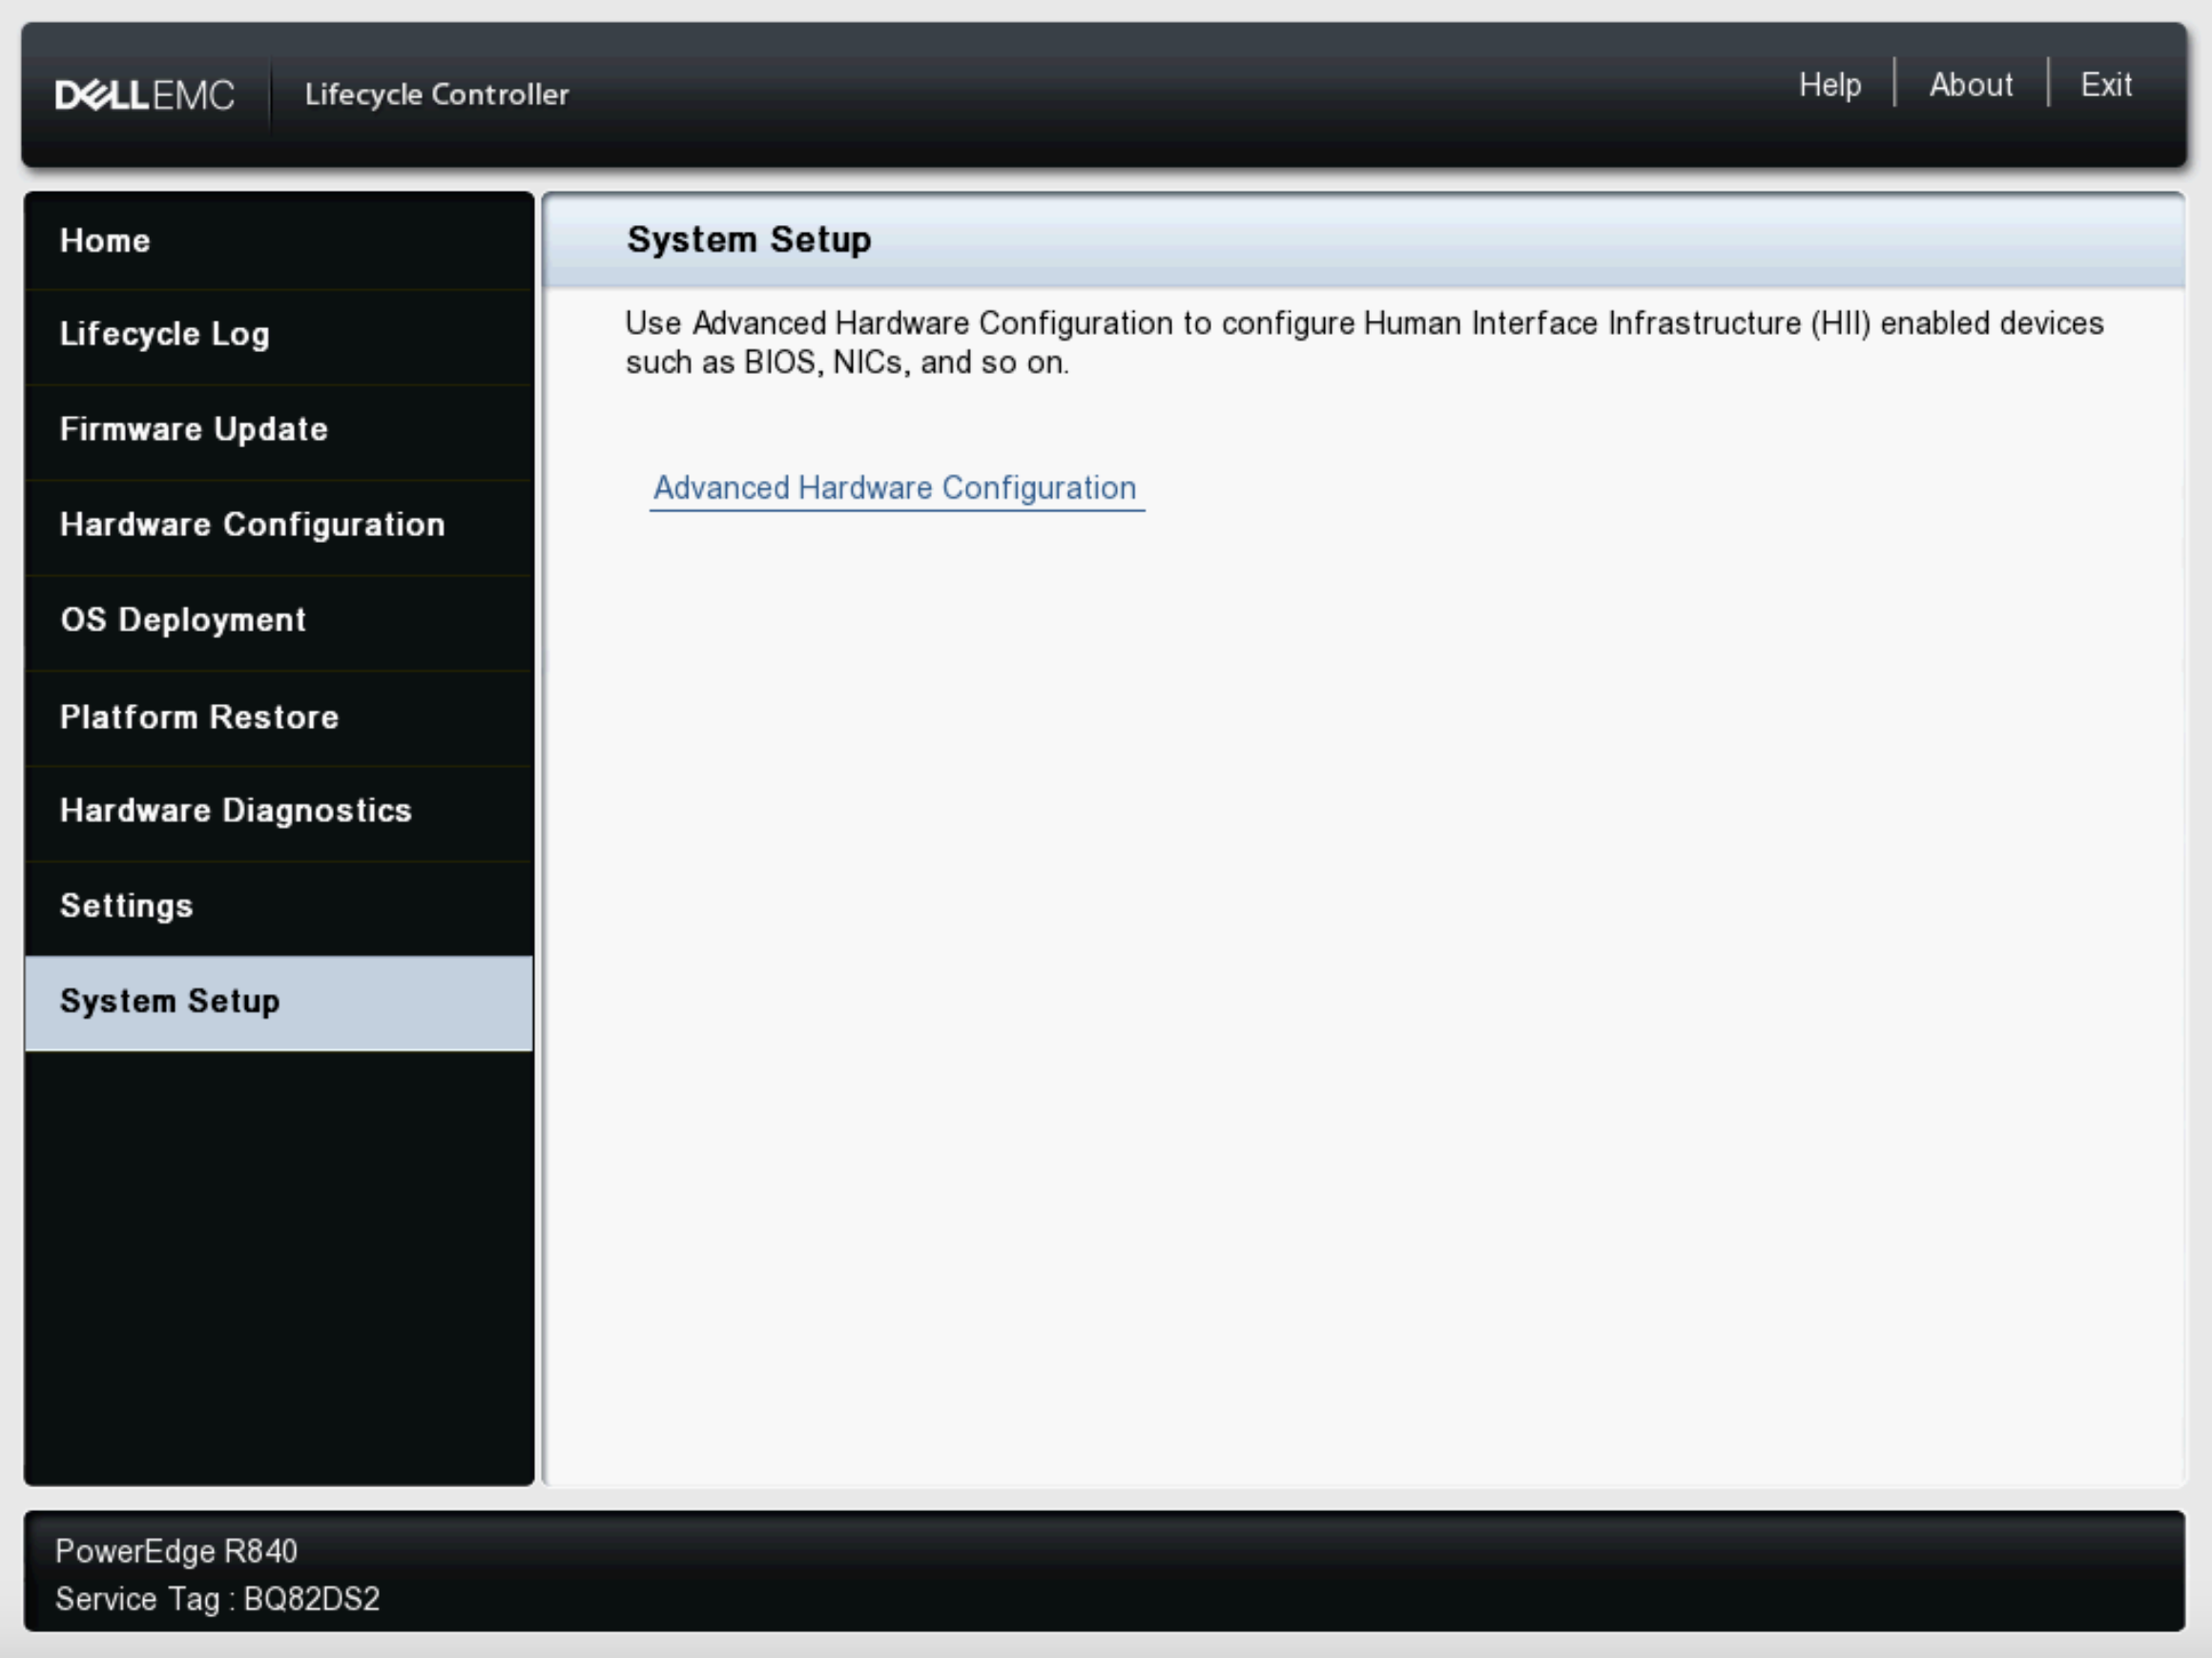 DELLEMC
Lifecycle Controller
Help
About
Exit
Home
Lifecycle Log
Firmware Update
Hardware Configuration
OS Deployment
Platform Restore
Hardware Diagnostics
Settings
System Setup
System Setup
Use Advanced Hardware Configuration to configure Human Interface Infrastructure (HII) enabled devices
such as BIOS, NICs, and so on.
Advanced Hardware Configuration
PowerEdge R840
Service Tag : BQ82DS2